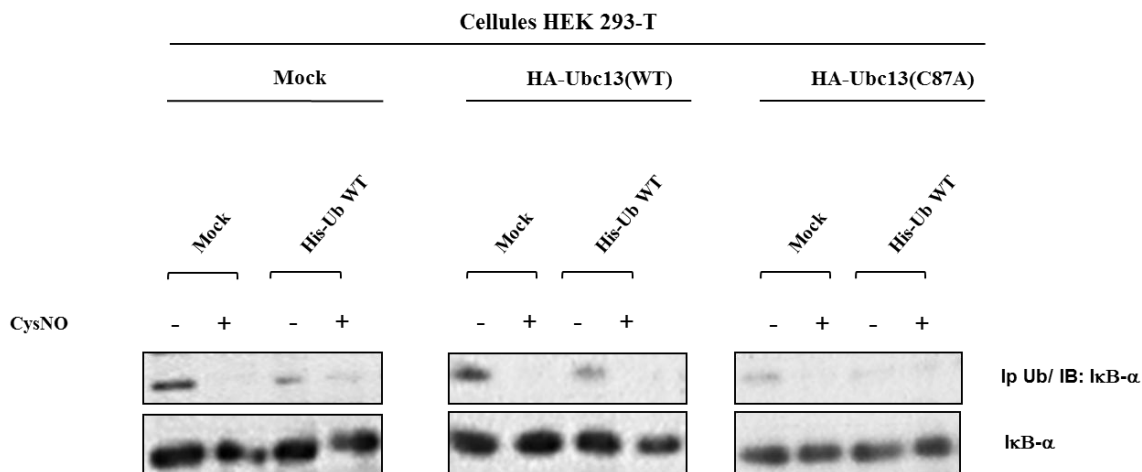 Cellules HEK 293-T
Mock HA-Ubc13(WT) HA-Ubc13(C87A)
Mock His-Ub WT Mock His-Ub WT Mock His-Ub WT
CysNO - + - + - + - + - + - +
Ip Ub/ IB: IκB-α
IκB-α